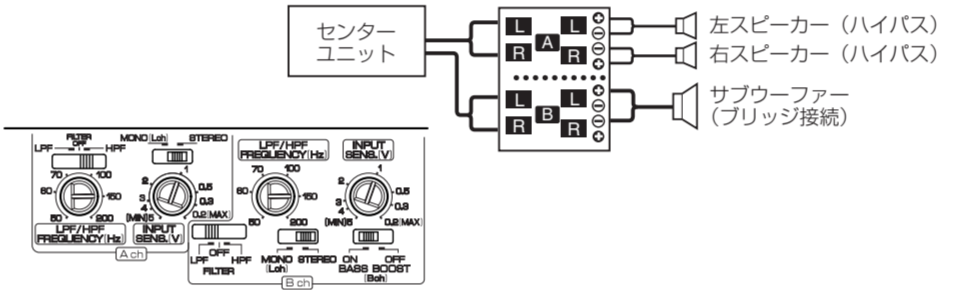 センター
ユニット
L
L
A
R
R
L
L
B
R
R
左スピーカー（ハイパス）
右スピーカー（ハイパス）
サブウーファー
（ブリッジ接続）
FILTER
OFF
LPF HPF
MONO(Lch) STEREO
70 100
60 150
50 200
LPF/HPF
FREQUENCY(Hz)
1
2 0.5
3 0.3
4
(MIN)5 0.2(MAX)
INPUT
SENS.(V)
A ch
LPF/HPF
FREQUENCY(Hz)
70 100
60 150
50 200
INPUT
SENS.(V)
1
2 0.5
3 0.3
4
(MIN)5 0.2(MAX)
LPF OFF HPF
FILTER
MONO STEREO
(Lch)
ON OFF
BASS BOOST
(Bch)
B ch